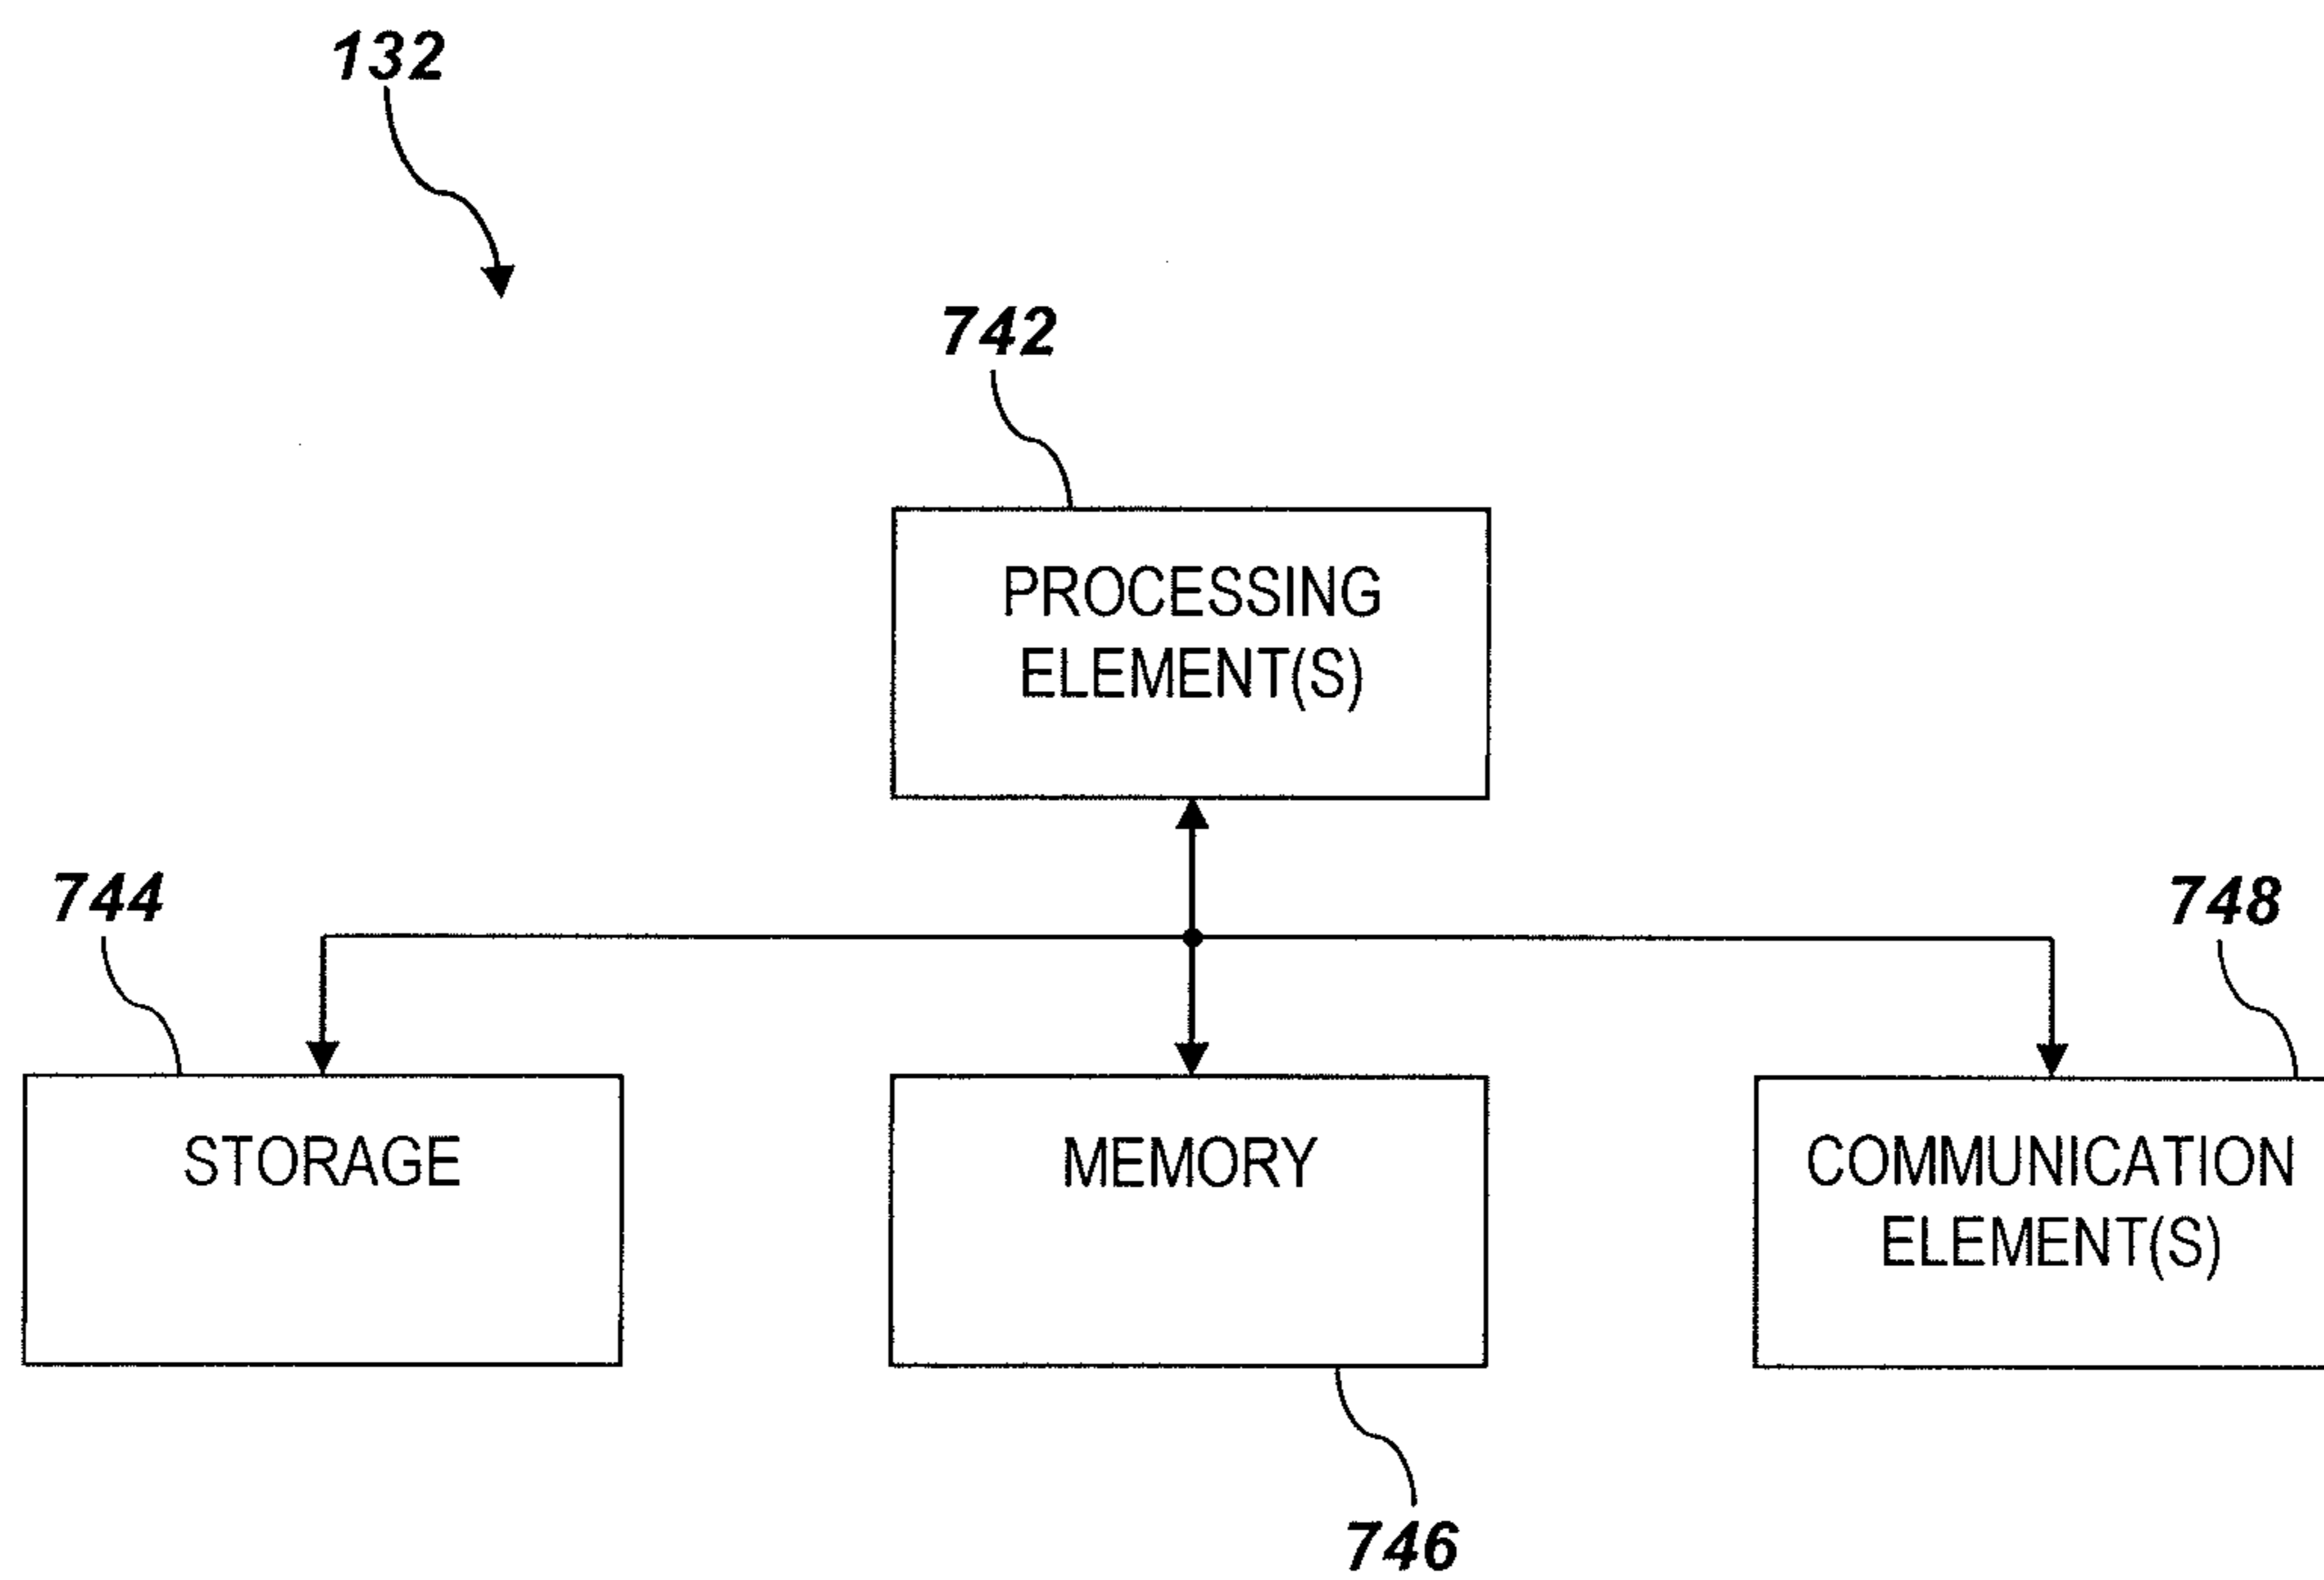 132
742
PROCESSING
ELEMENT(S)
744
748
STORAGE
MEMORY
COMMUNICATION
ELEMENT(S)
746